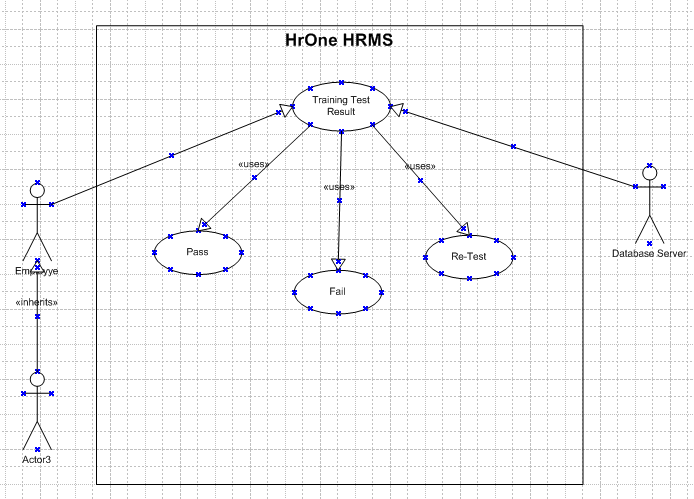 HrOne HRMS
Training Test
Result
«uses»
«uses»
«uses»
Pass
Fail
Re-Test
Database Server
«inherits»
Actor3